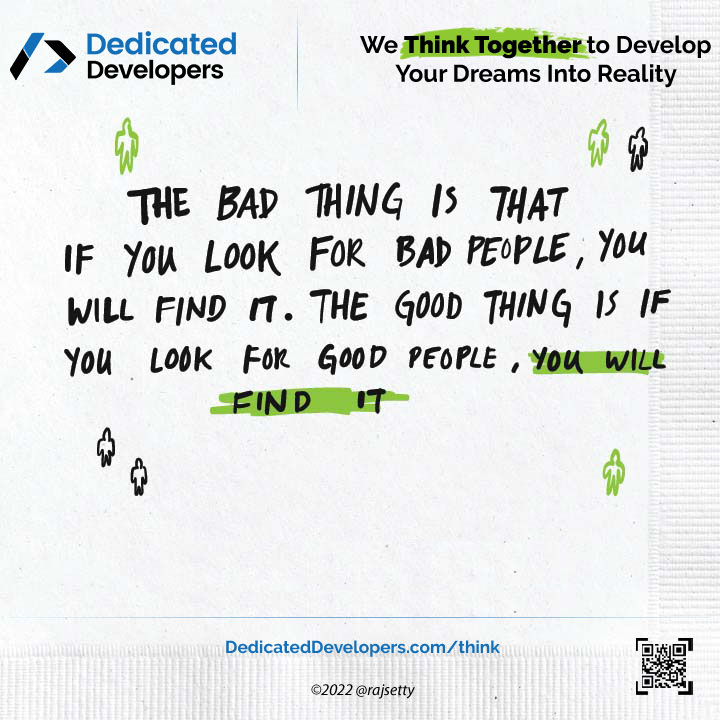 Dedicated
Developers
We Think Together to Develop
Your Dreams Into Reality
THE BAD THING IS THAT
IF YOU LOOK FOR BAD PEOPLE, YOU
WILL FIND IT. THE GOOD THING IS IF
YOU LOOK FOR GOOD PEOPLE, YOU WILL
FIND IT
DedicatedDevelopers.com/think
©2022 @rajsetty